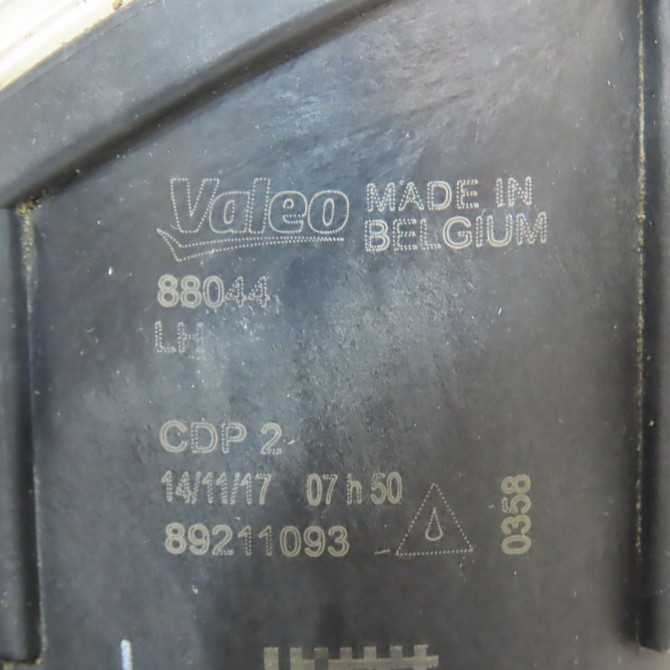 Valeo MADE IN
BELGIUM
88044
LH
CDP 2
14/11/17 07 h 50
89211093
0358